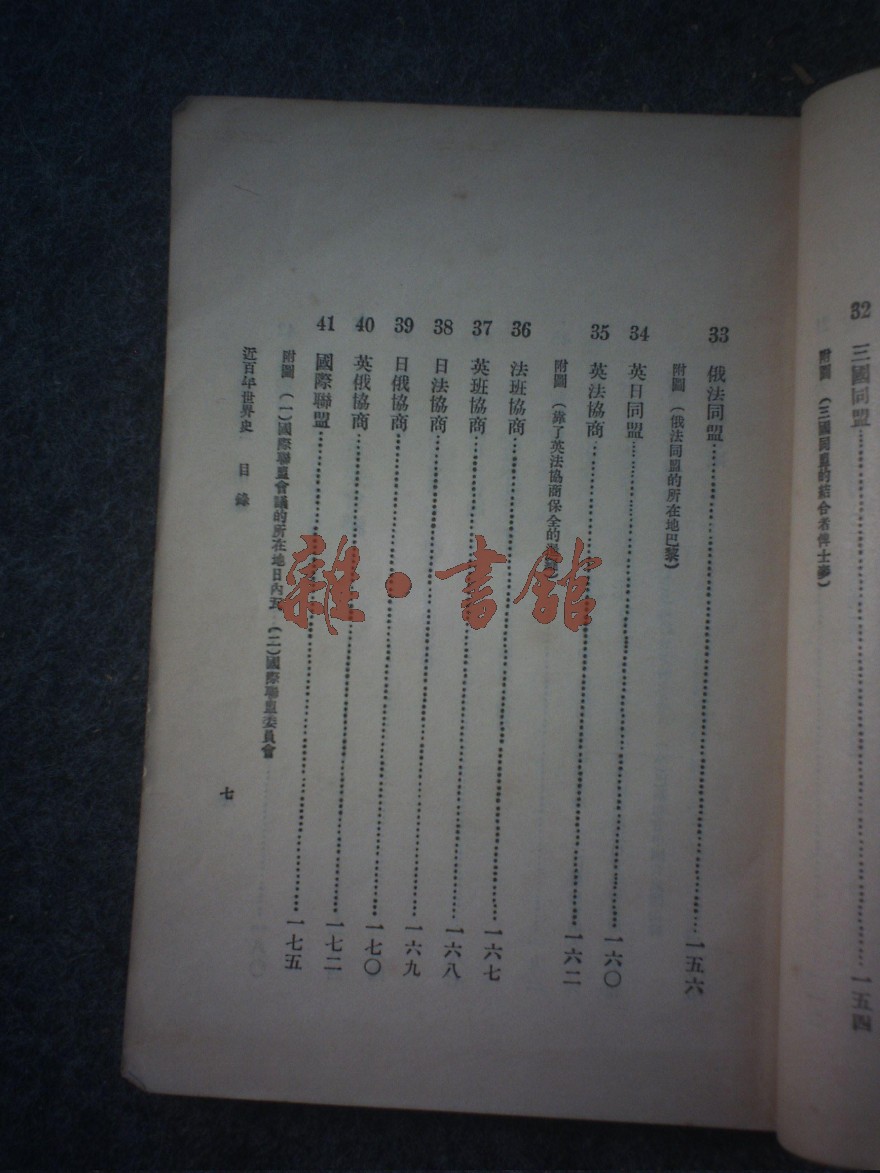 32 三國同盟……一五四
附圖 （三國同盟的結合者俾士麥）
33 俄法同盟……一五六
附圖 （俄法同盟的所在地巴黎）
34 英日同盟……一六〇
35 英法協商……一六二
附圖 （靠了英法協商保全的
36 法班協商……一六七
37 英班協商……一六八
38 日法協商……一六九
39 日俄協商……一七〇
40 英俄協商……一七二
41 國際聯盟……一七五
附圖 （一）國際聯盟會議的所在地日內瓦 （二）國際聯盟委員會
近百年世界史 目錄
七
雜·書舘